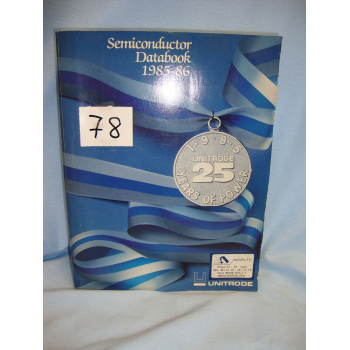 Semiconductor
Databook
1985-86
78
1985
UNITRODE
25
YEARS OF POWER
UNITRODE